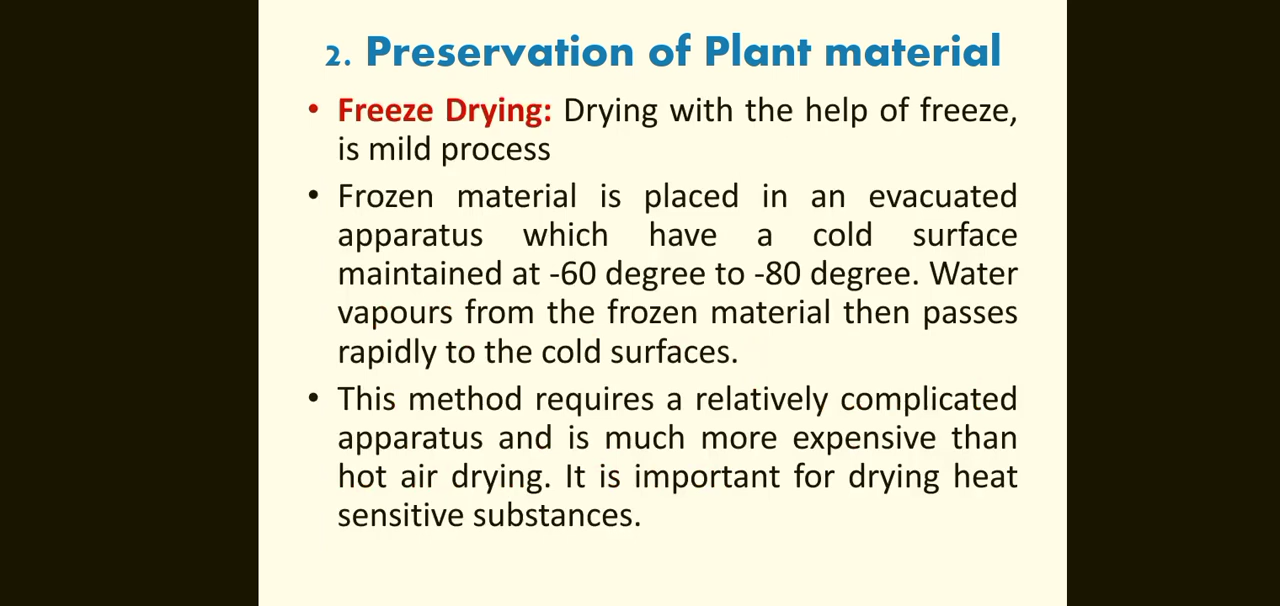 2. Preservation of Plant material
• Freeze Drying: Drying with the help of freeze,
is mild process
• Frozen material is placed in an evacuated
apparatus which have a cold surface
maintained at -60 degree to -80 degree. Water
vapours from the frozen material then passes
rapidly to the cold surfaces.
• This method requires a relatively complicated
apparatus and is much more expensive than
hot air drying. It is important for drying heat
sensitive substances.